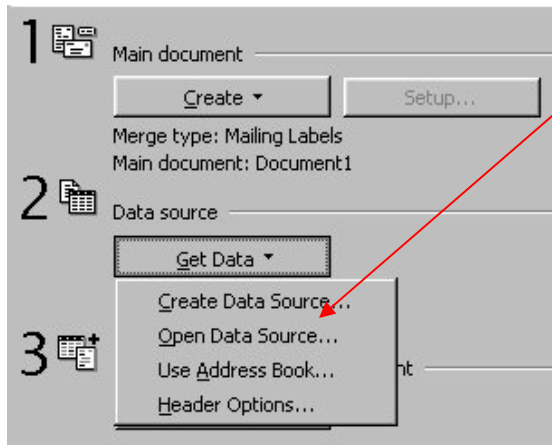 1
Main document
Create
Setup...
Merge type: Mailing Labels
Main document: Document1
2
Data source
Get Data
Create Data Source...
Open Data Source...
3
Use Address Book...
nt
Header Options...